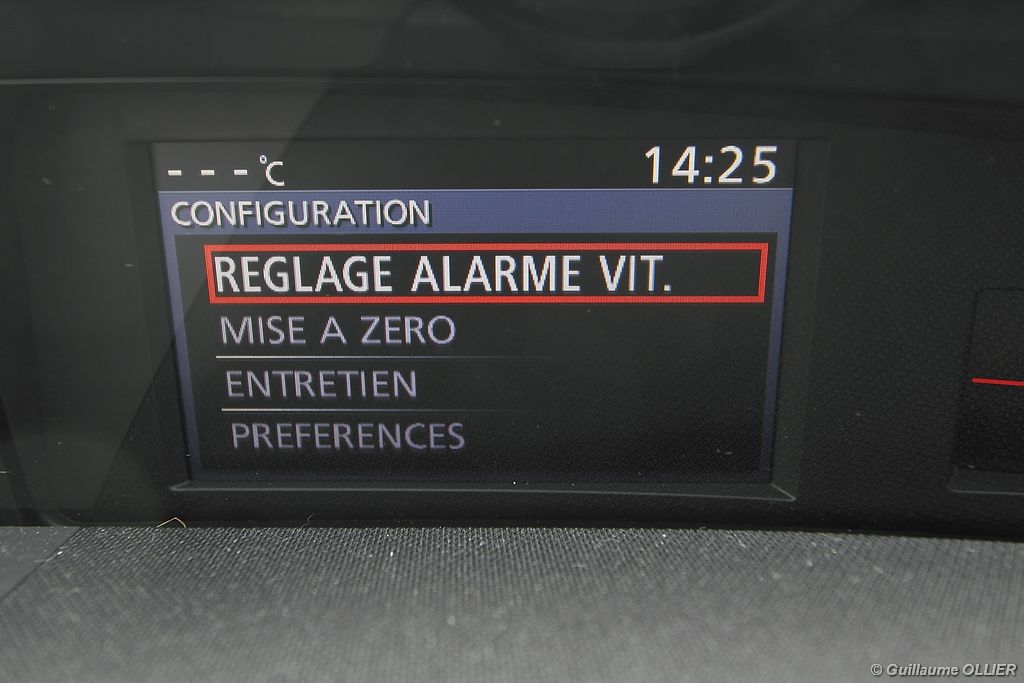 - - - °C 14:25
CONFIGURATION
REGLAGE ALARME VIT.
MISE A ZERO
ENTRETIEN
PREFERENCES
© Guillaume OLLIER